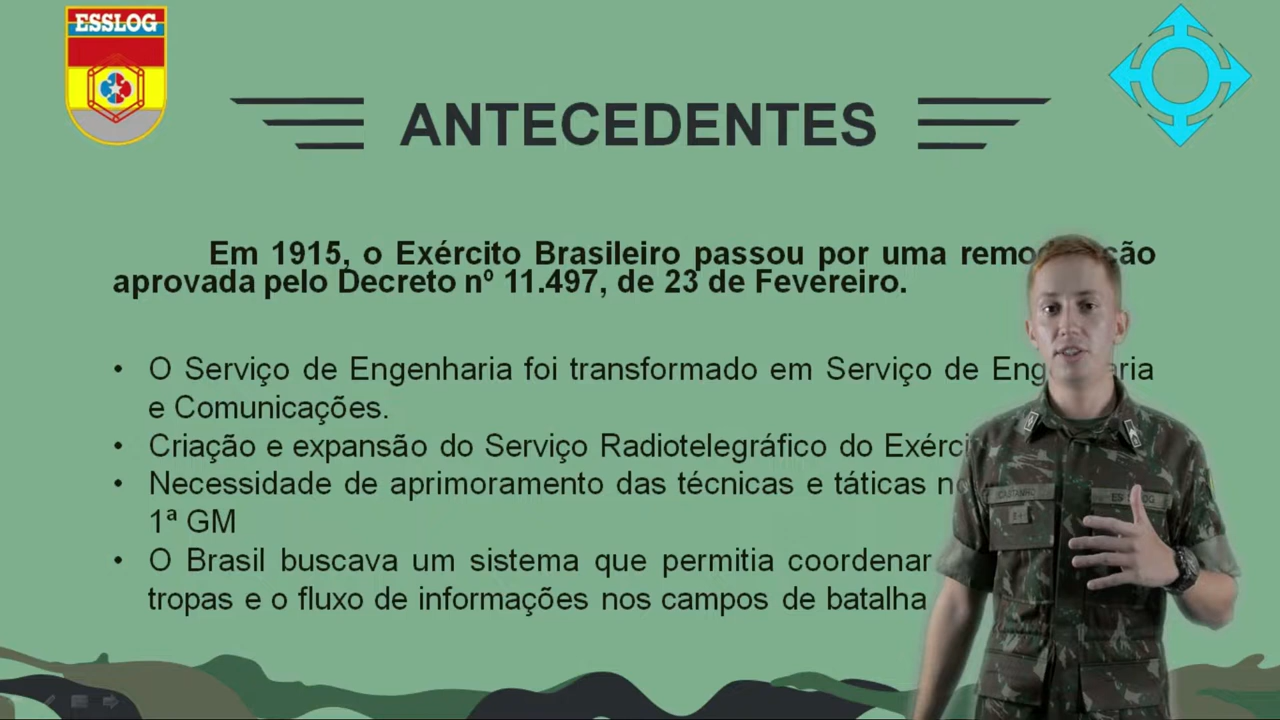 ESSLOG
ANTECEDENTES
Em 1915, o Exército Brasileiro passou por uma
aprovada pelo Decreto nº 11.497, de 23 de Fevereiro.
• O Serviço de Engenharia foi transformado em Serviço de
e Comunicações.
• Criação e expansão do Serviço Radiotelegráfico do
• Necessidade de aprimoramento das técnicas e táticas
1ª GM
• O Brasil buscava um sistema que permitia coordenar
tropas e o fluxo de informações nos campos de batalha
CASTANHO